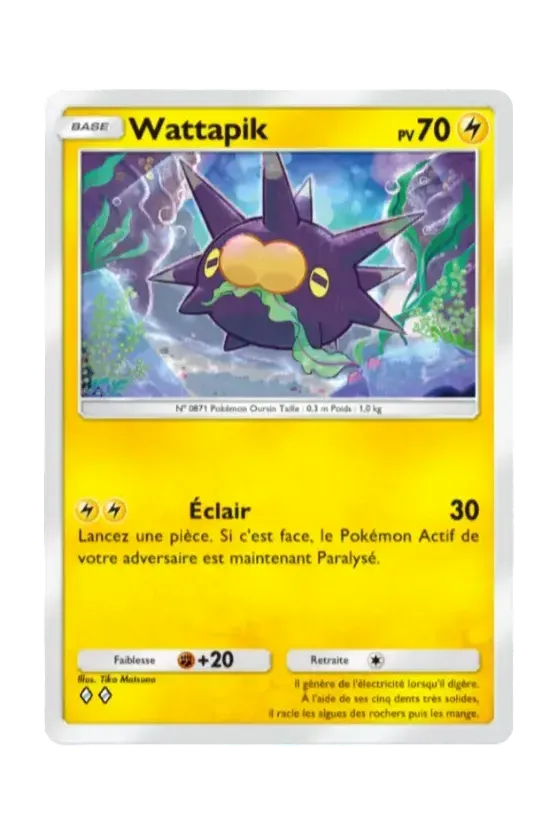 BASE Wattapik PV 70
N° 0871 Pokémon Oursin Taille : 0.3 m Poids : 1,0 kg
Éclair 30
Lancez une pièce. Si c'est face, le Pokémon Actif de
votre adversaire est maintenant Paralysé.
Faiblesse +20 Retraite
Illus. Tika Matsuno
Il génère de l'électricité lorsqu'il digère.
À l'aide de ses cinq dents très solides,
il racle les algues des rochers puis les mange.